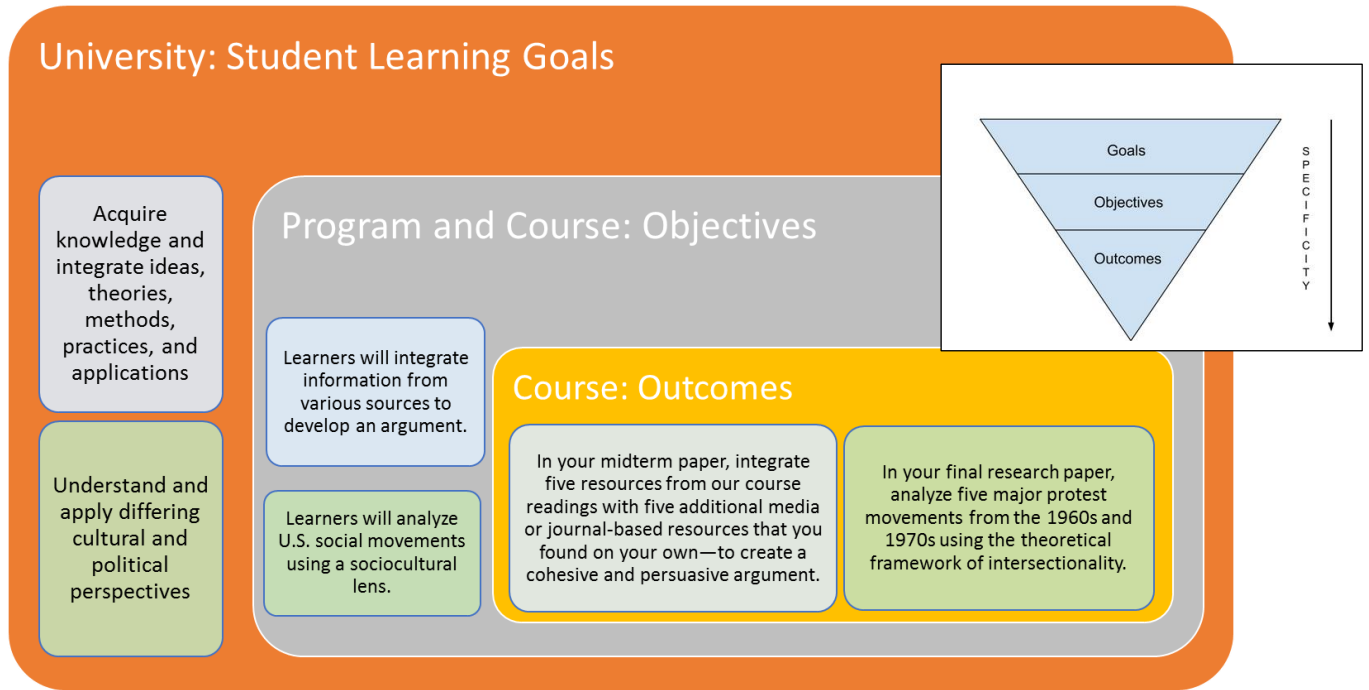 University: Student Learning Goals
Acquire
knowledge and
integrate ideas,
theories,
methods,
practices, and
applications
Understand and
apply differing
cultural and
political
perspectives
Program and Course: Objectives
Learners will integrate
information from
various sources to
develop an argument.
Learners will analyze
U.S. social movements
using a sociocultural
lens.
Course: Outcomes
In your midterm paper, integrate
five resources from our course
readings with five additional media
or journal-based resources that you
found on your own—to create a
cohesive and persuasive argument.
In your final research paper,
analyze five major protest
movements from the 1960s and
1970s using the theoretical
framework of intersectionality.
Goals
Objectives
Outcomes
SPECIFICITY